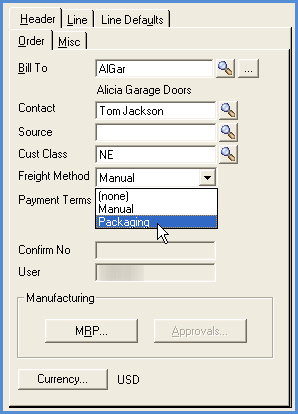 Header Line Line Defaults
Order Misc
Bill To AlGar ...
Alicia Garage Doors
Contact Tom Jackson
Source
Cust Class NE
Freight Method Manual
(none)
Payment Terms Manual
Packaging
Confirm No
User
Manufacturing
MRP... Approvals...
Currency... USD